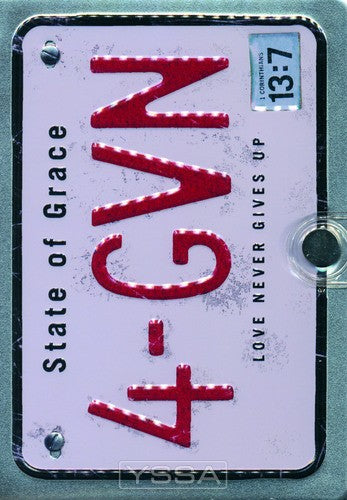 State of Grace
1 CORINTHIANS
13:7
4-GVN
LOVE NEVER GIVES UP
YSSA